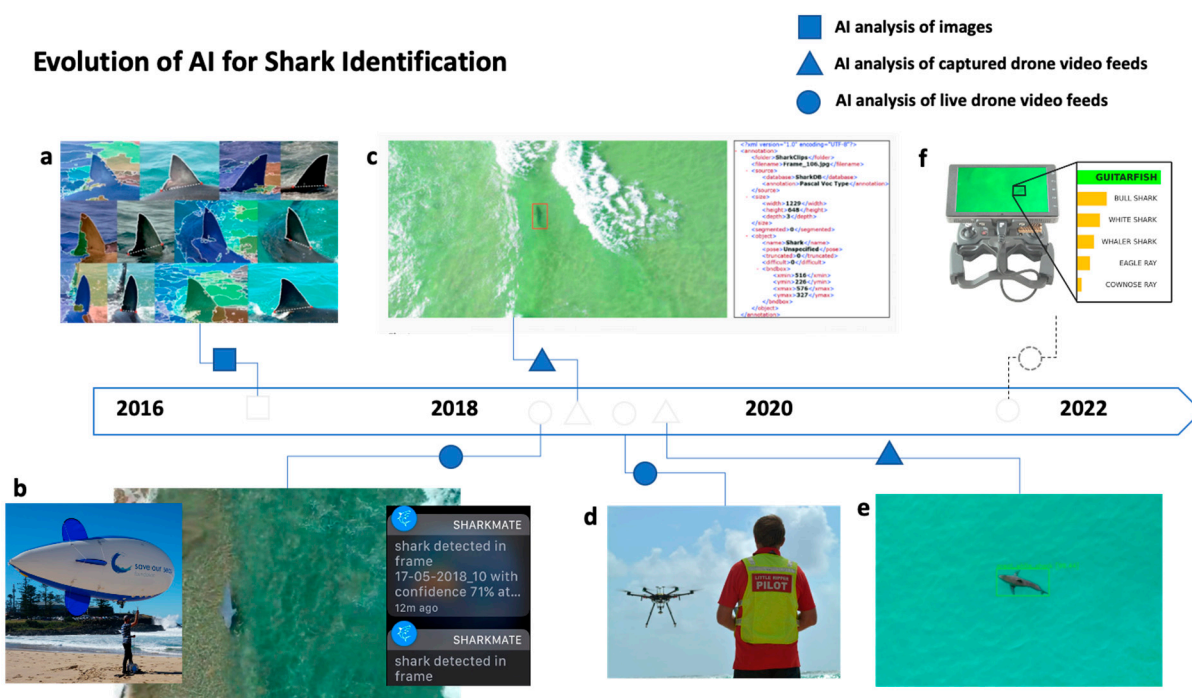 Evolution of AI for Shark Identification
AI analysis of images
AI analysis of captured drone video feeds
AI analysis of live drone video feeds
a
c
<?xml version="1.0" encoding="UTF-8"?>
<annotation>
<folder>SharkClips</folder>
<filename>Frame_106.jpg</filename>
<source>
<database>SharkDB</database>
<annotation>Pascal Voc Type</annotation>
</source>
<size>
<width>1229</width>
<height>648</height>
<depth>3</depth>
</size>
<segmented>0</segmented>
<object>
<name>Shark</name>
<pose>Unspecified</pose>
<truncated>0</truncated>
<difficult>0</difficult>
<bndbox>
<xmin>516</xmin>
<ymin>226</ymin>
<xmax>576</xmax>
<ymax>327</ymax>
</bndbox>
</object>
</annotation>
f
GUITARFISH
BULL SHARK
WHITE SHARK
WHALER SHARK
EAGLE RAY
COWNOSE RAY
2016
2018
2020
2022
b
save our
SHARKMATE
shark detected in
frame
17-05-2018_10 with
confidence 71% at...
12m ago
SHARKMATE
shark detected in
frame
d
LITTLE RIPPER
PILOT
e